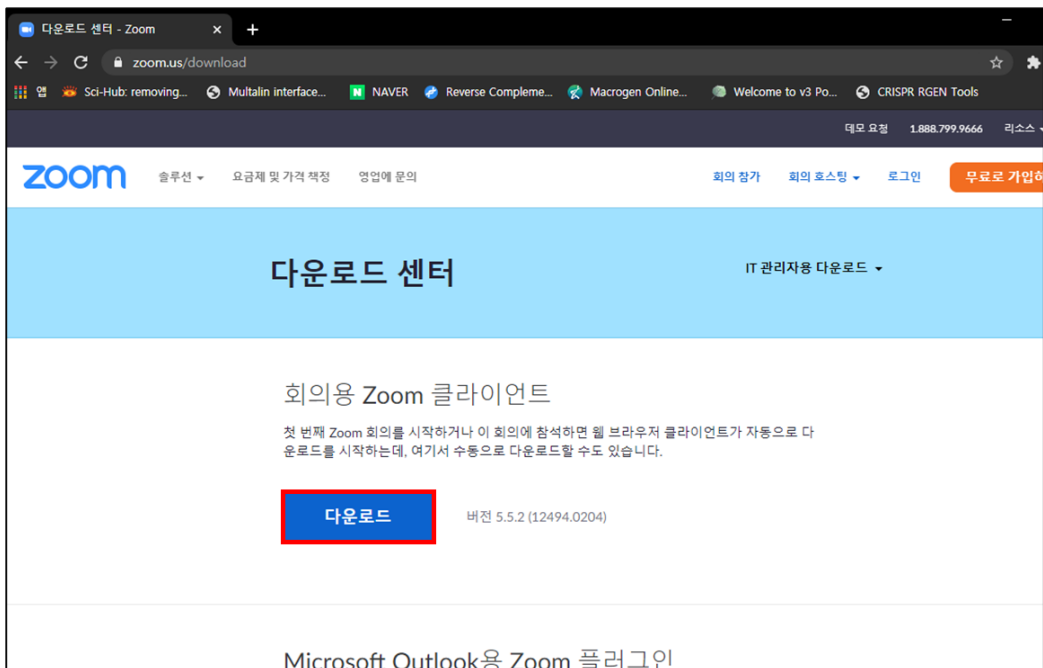 다운로드 센터 - Zoom
zoom.us/download
앱 Sci-Hub: removing... Multalin interface... NAVER Reverse Compleme... Macrogen Online... Welcome to v3 Po... CRISPR RGEN Tools
데모 요청 1.888.799.9666 리소스
zoom 솔루션 요금제 및 가격 책정 영업에 문의 회의 참가 회의 호스팅 로그인 무료로 가입하
다운로드 센터 IT 관리자용 다운로드
회의용 Zoom 클라이언트
첫 번째 Zoom 회의를 시작하거나 이 회의에 참석하면 웹 브라우저 클라이언트가 자동으로 다
운로드를 시작하는데, 여기서 수동으로 다운로드할 수도 있습니다.
다운로드 버전 5.5.2 (12494.0204)
Microsoft Outlook용 Zoom 플러그인